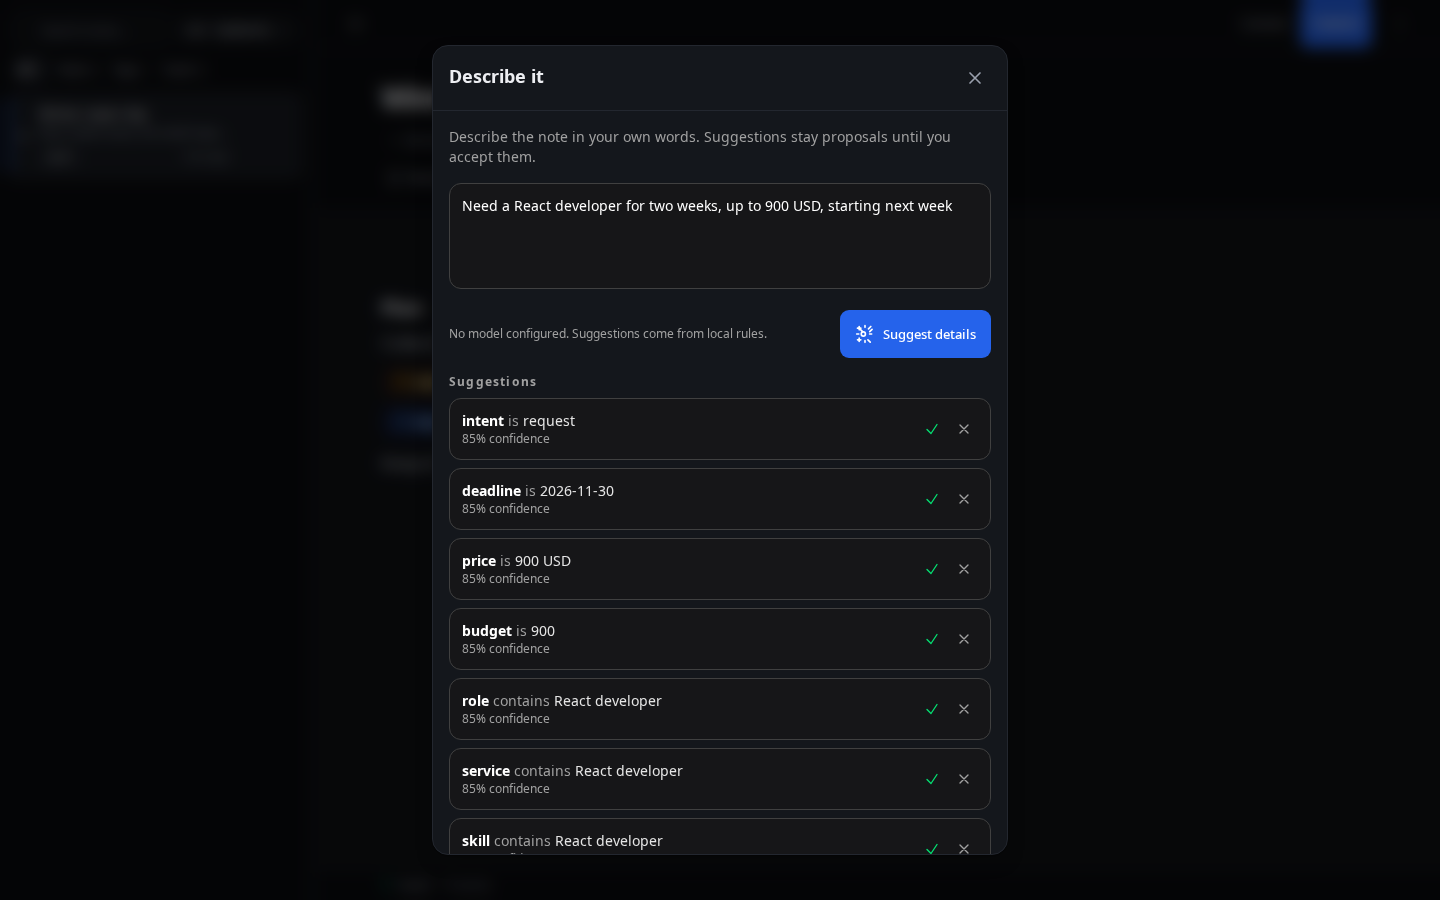 Describe it
Describe the note in your own words. Suggestions stay proposals until you
accept them.
Need a React developer for two weeks, up to 900 USD, starting next week
No model configured. Suggestions come from local rules.
Suggest details
Suggestions
intent is request
85% confidence
deadline is 2026-11-30
85% confidence
price is 900 USD
85% confidence
budget is 900
85% confidence
role contains React developer
85% confidence
service contains React developer
85% confidence
skill contains React developer